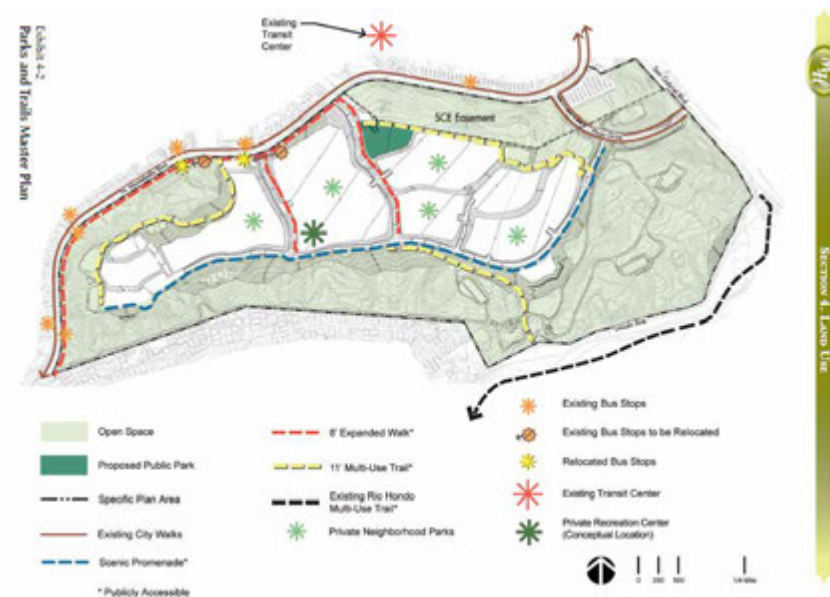 Exhibit 4-2
Parks and Trails Master Plan
Existing
Transit
Center
SCE Easement
SECTION 4. LAND USE
Open Space
Proposed Public Park
Specific Plan Area
Existing City Walks
Scenic Promenade*
* Publicly Accessible
8' Expanded Walk*
11' Multi-Use Trail*
Existing Rio Hondo
Multi-Use Trail*
Private Neighborhood Parks
Existing Bus Stops
Existing Bus Stops to be Relocated
Relocated Bus Stops
Existing Transit Center
Private Recreation Center
(Conceptual Location)
0 250 500 1/4 Mile